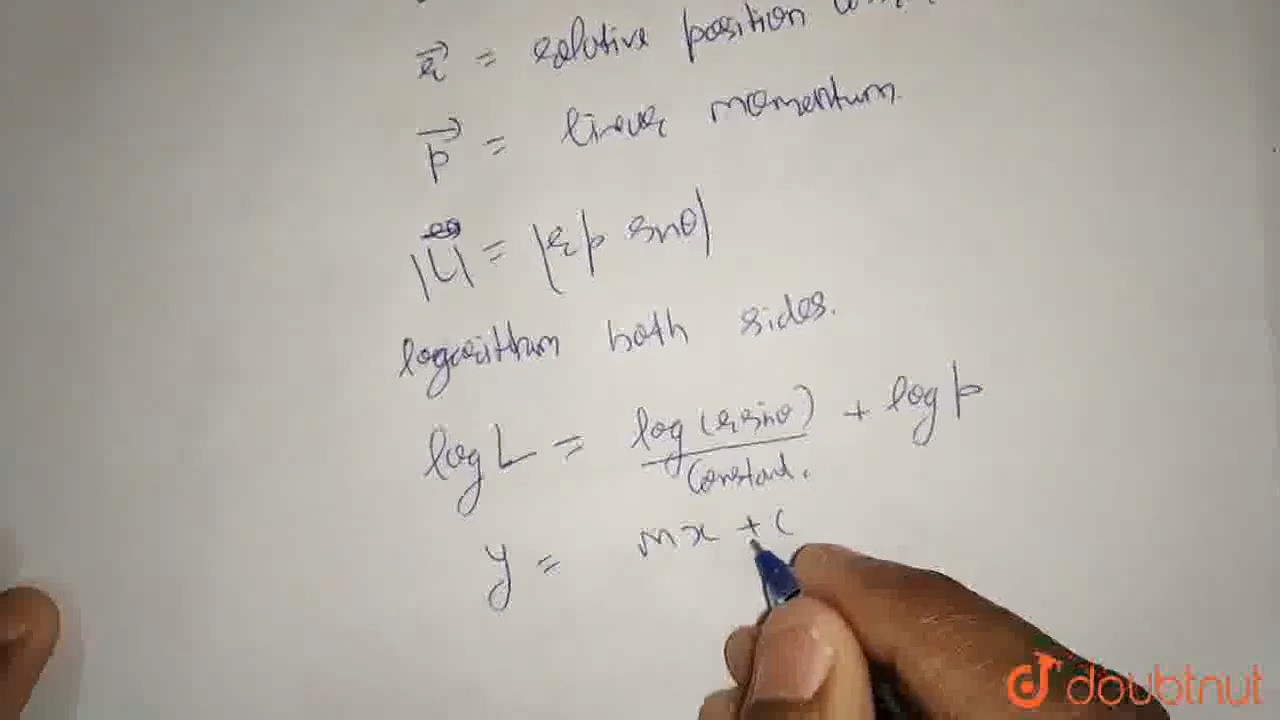 r⃗ = relative position
p⃗ = linear momentum.
|L| = |rp sinθ|
logarithm both sides.
log L = log (r sinθ) + log p
Constant.
y = mx + c
doubtnut